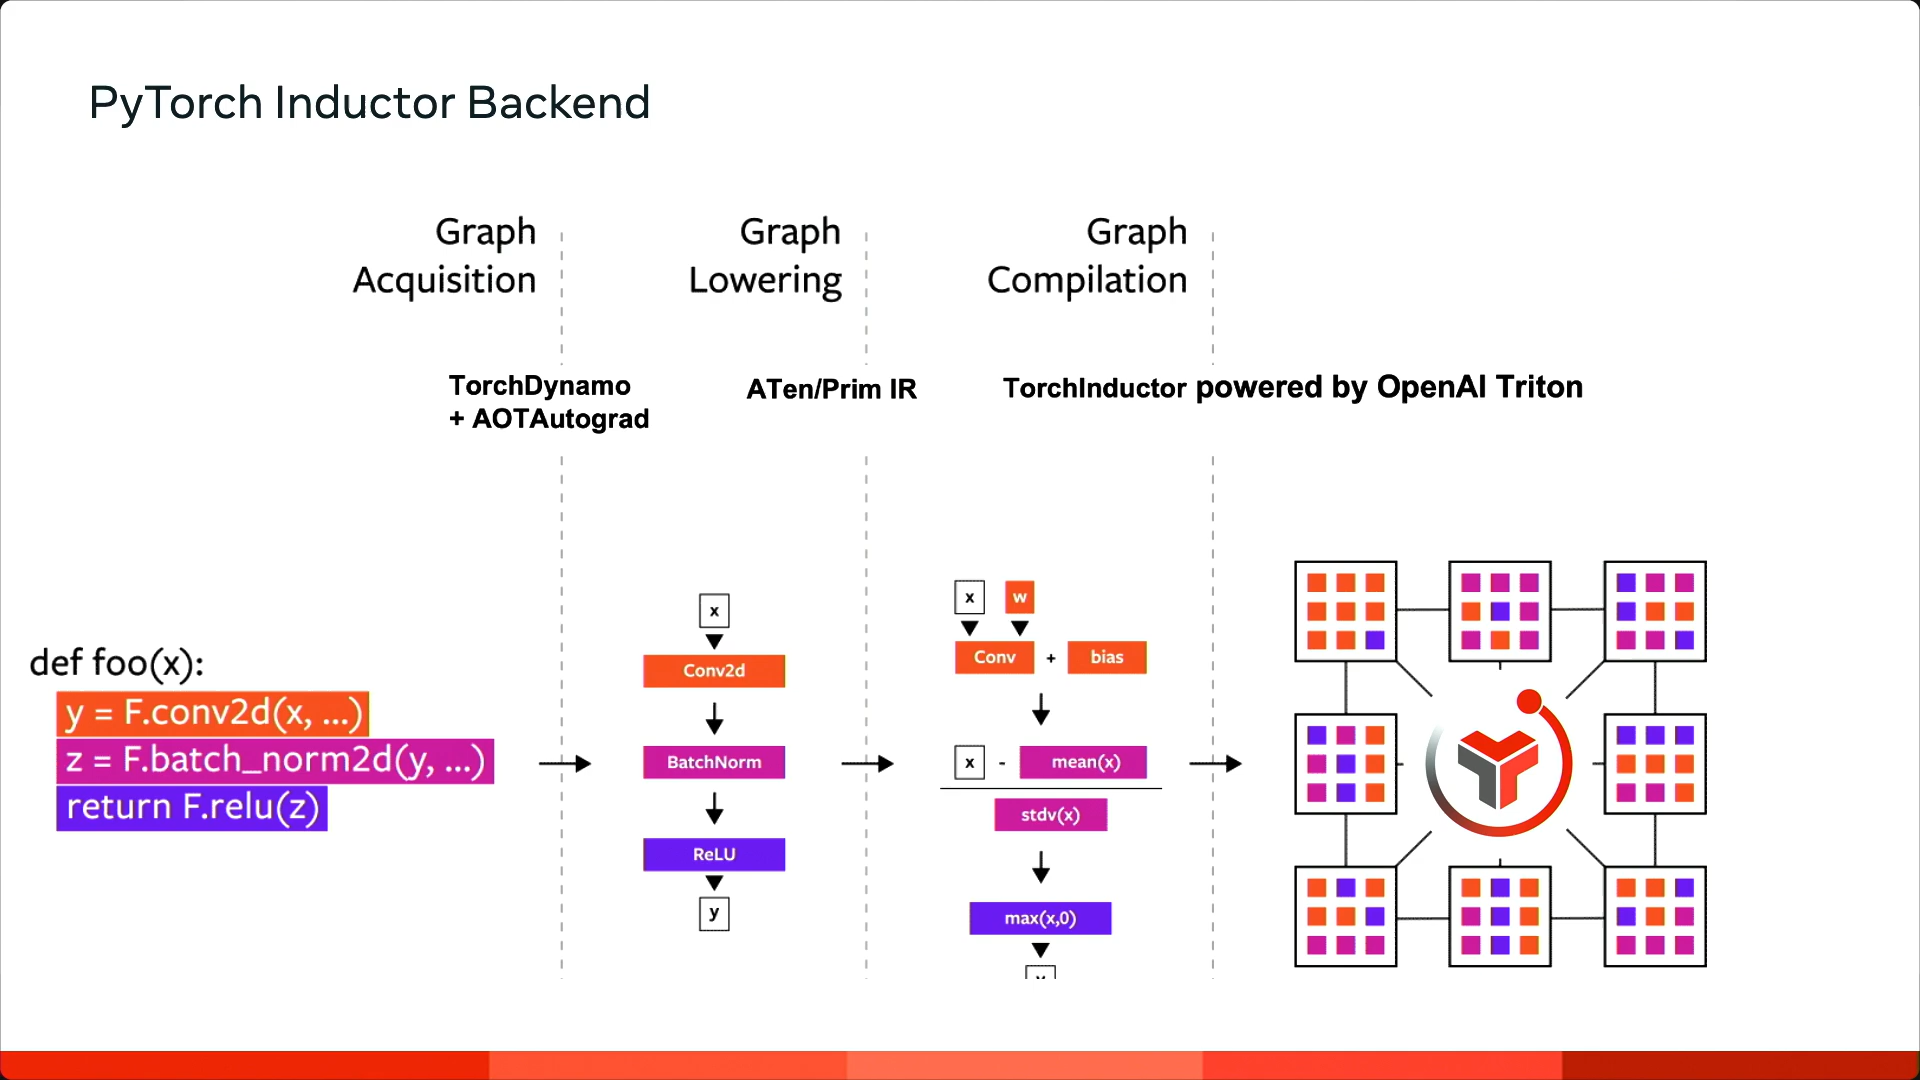 PyTorch Inductor Backend
Graph
Acquisition
Graph
Lowering
Graph
Compilation
TorchDynamo
+ AOTAutograd
ATen/Prim IR
TorchInductor powered by OpenAI Triton
def foo(x):
y = F.conv2d(x, ...)
z = F.batch_norm2d(y, ...)
return F.relu(z)
x
Conv2d
BatchNorm
ReLU
y
x w
Conv + bias
x - mean(x)
stdv(x)
max(x,0)